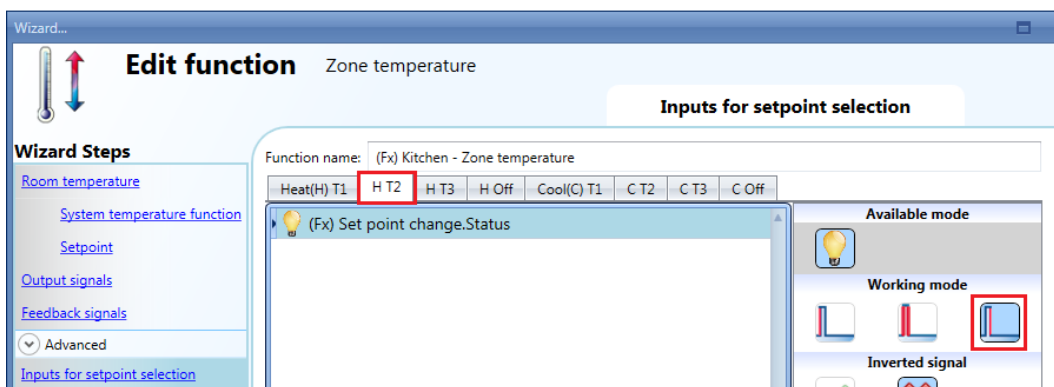 Wizard...
Edit function Zone temperature
Inputs for setpoint selection
Wizard Steps
Room temperature
System temperature function
Setpoint
Output signals
Feedback signals
Advanced
Inputs for setpoint selection
Function name: (Fx) Kitchen - Zone temperature
Heat(H) T1 H T2 H T3 H Off Cool(C) T1 C T2 C T3 C Off
(Fx) Set point change.Status
Available mode
Working mode
Inverted signal